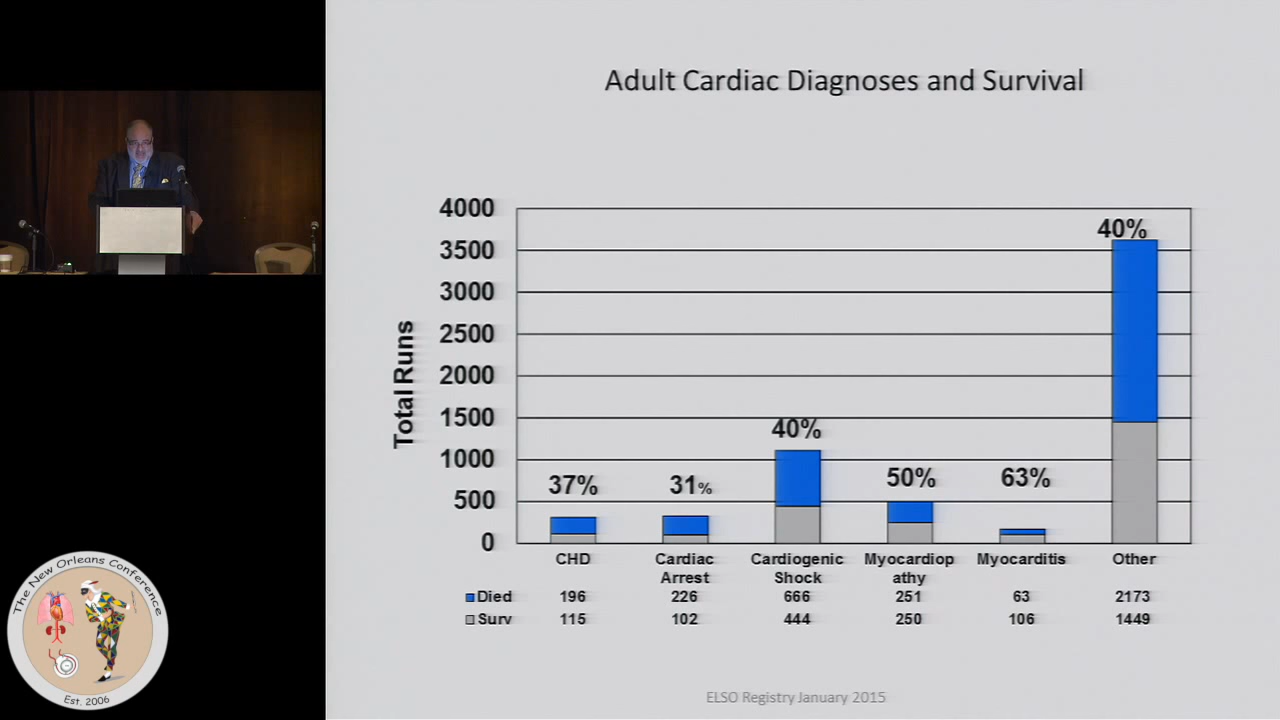 Adult Cardiac Diagnoses and Survival
Total Runs
4000
3500
3000
2500
2000
1500
1000
500
0
37%
31%
40%
50%
63%
40%
CHD
Cardiac
Arrest
Cardiogenic
Shock
Myocardiop
athy
Myocarditis
Other
Died 196 226 666 251 63 2173
Surv 115 102 444 250 106 1449
ELSO Registry January 2015
The New Orleans Conference
Est. 2006